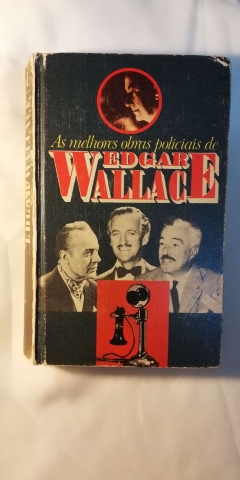 As melhores obras policiais de
EDGAR
WALLACE